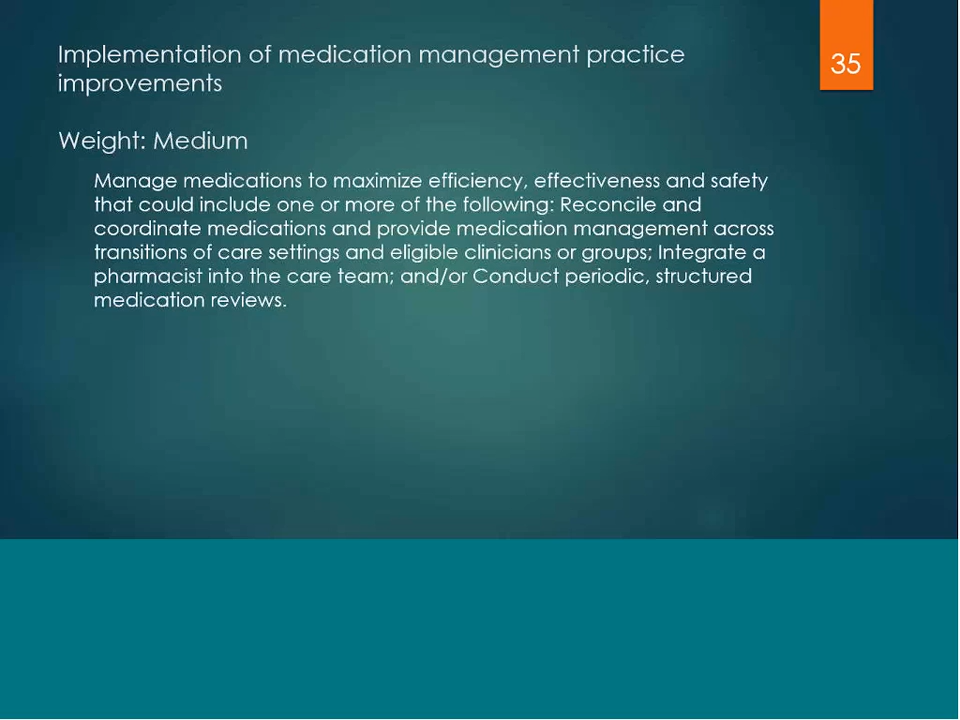 Implementation of medication management practice
improvements
35
Weight: Medium
Manage medications to maximize efficiency, effectiveness and safety
that could include one or more of the following: Reconcile and
coordinate medications and provide medication management across
transitions of care settings and eligible clinicians or groups; Integrate a
pharmacist into the care team; and/or Conduct periodic, structured
medication reviews.